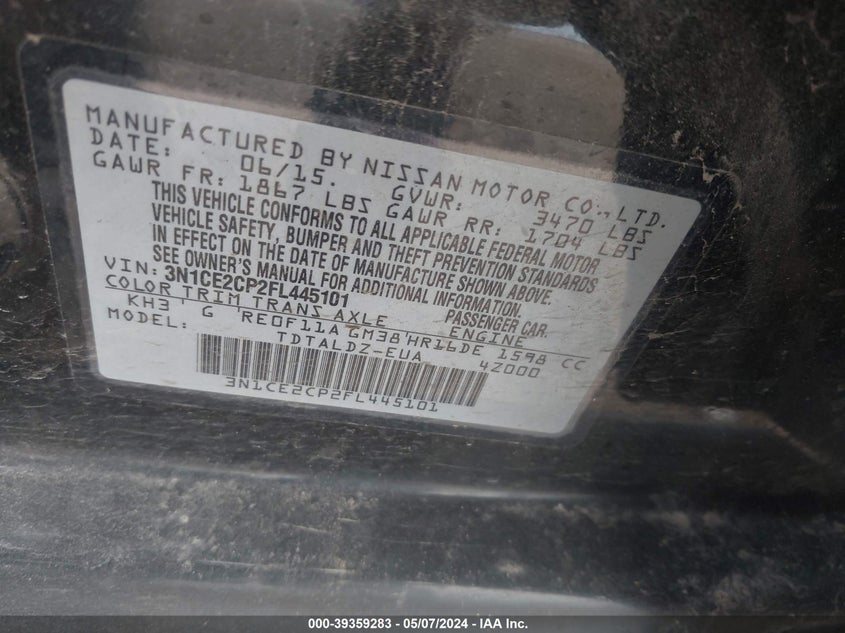 MANUFACTURED BY NISSAN MOTOR CO., LTD.
DATE: 06/15. GVWR: 3470 LBS
GAWR FR: 1867 LBS GAWR RR: 1704 LBS
THIS VEHICLE CONFORMS TO ALL APPLICABLE FEDERAL MOTOR
VEHICLE SAFETY, BUMPER AND THEFT PREVENTION STANDARDS
IN EFFECT ON THE DATE OF MANUFACTURE SHOWN ABOVE.
SEE OWNER'S MANUAL FOR ADDITIONAL INFORMATION.
VIN: 3N1CE2CP2FL445101 PASSENGER CAR.
COLOR TRIM TRANS AXLE ENGINE
KH3 G RE0F11A GM38 HR16DE 1598 CC
MODEL: TDTALDZ-EUA 4Z000
3N1CE2CP2FL445101
000-39359283 - 05/07/2024 - IAA Inc.